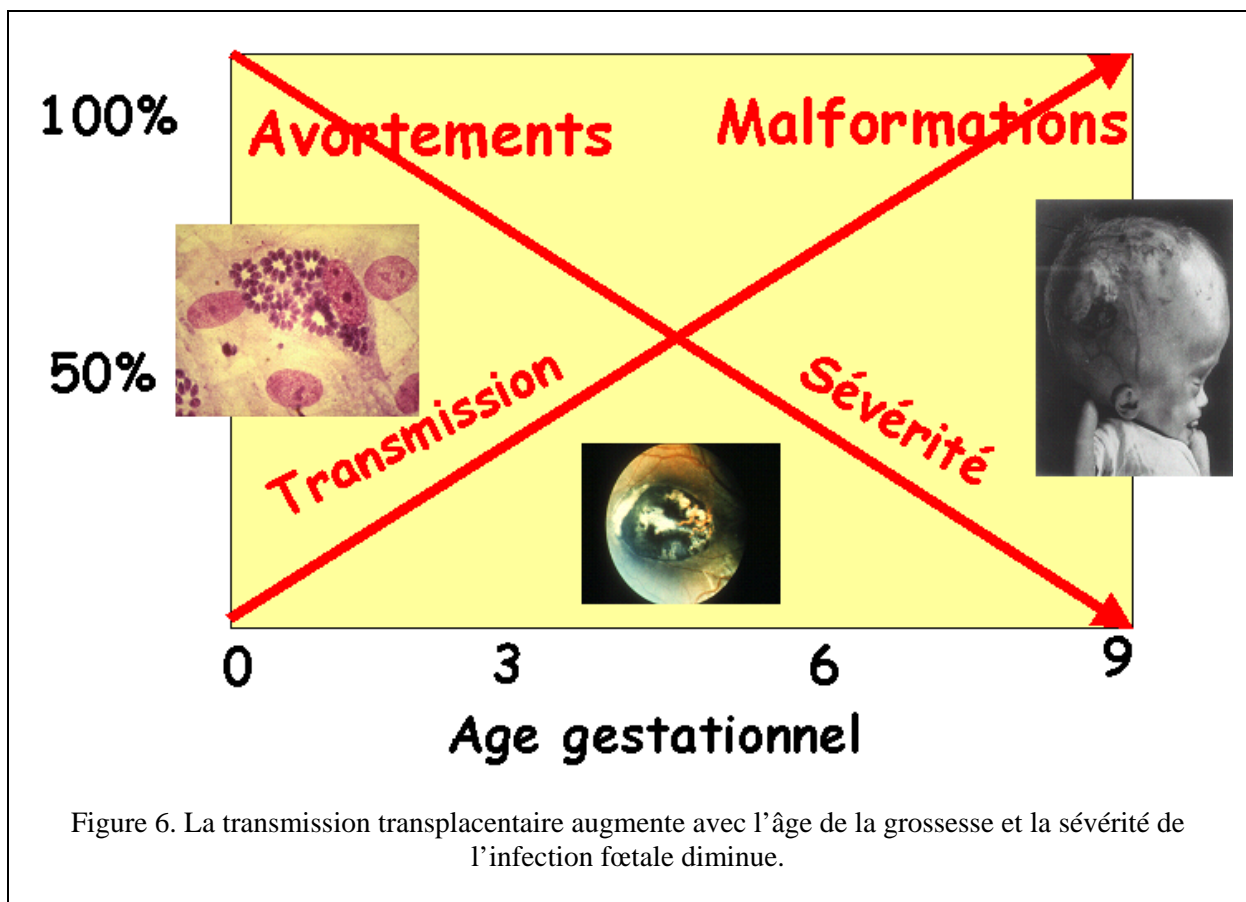 100%
Avortements
Malformations
50%
Transmission
Sévérité
0
3
6
9
Age gestationnel
Figure 6. La transmission transplacentaire augmente avec l’âge de la grossesse et la sévérité de
l’infection fœtale diminue.